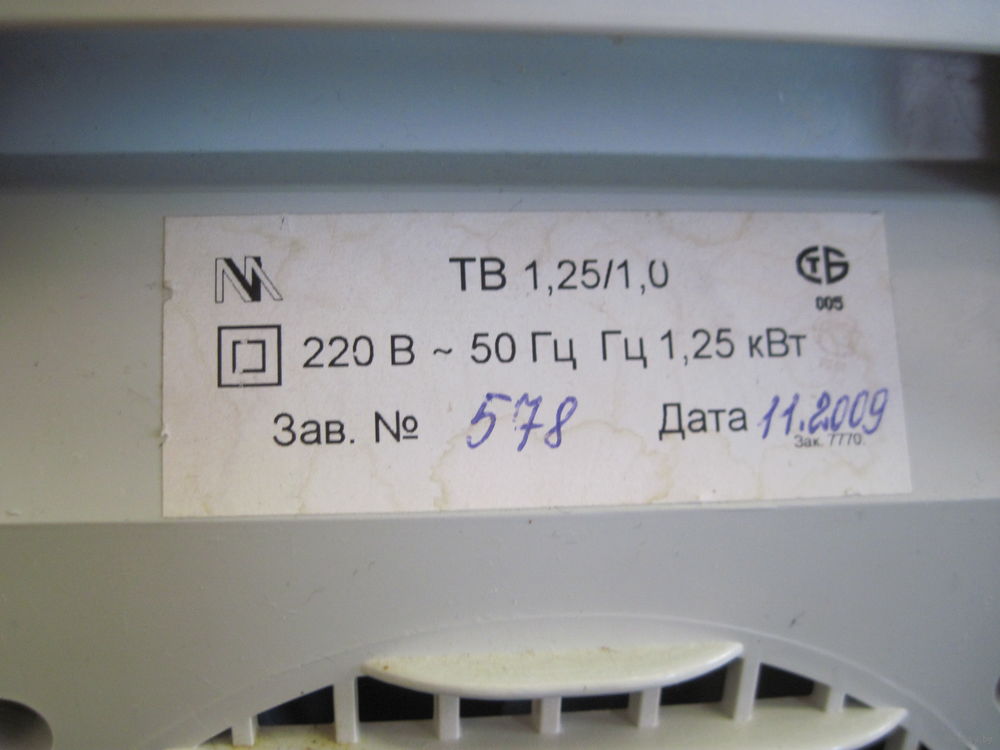 ТВ 1,25/1,0
СТБ
005
220 В ~ 50 Гц Гц 1,25 кВт
Зав. № 578 Дата 11.2009
Зак. 7770.